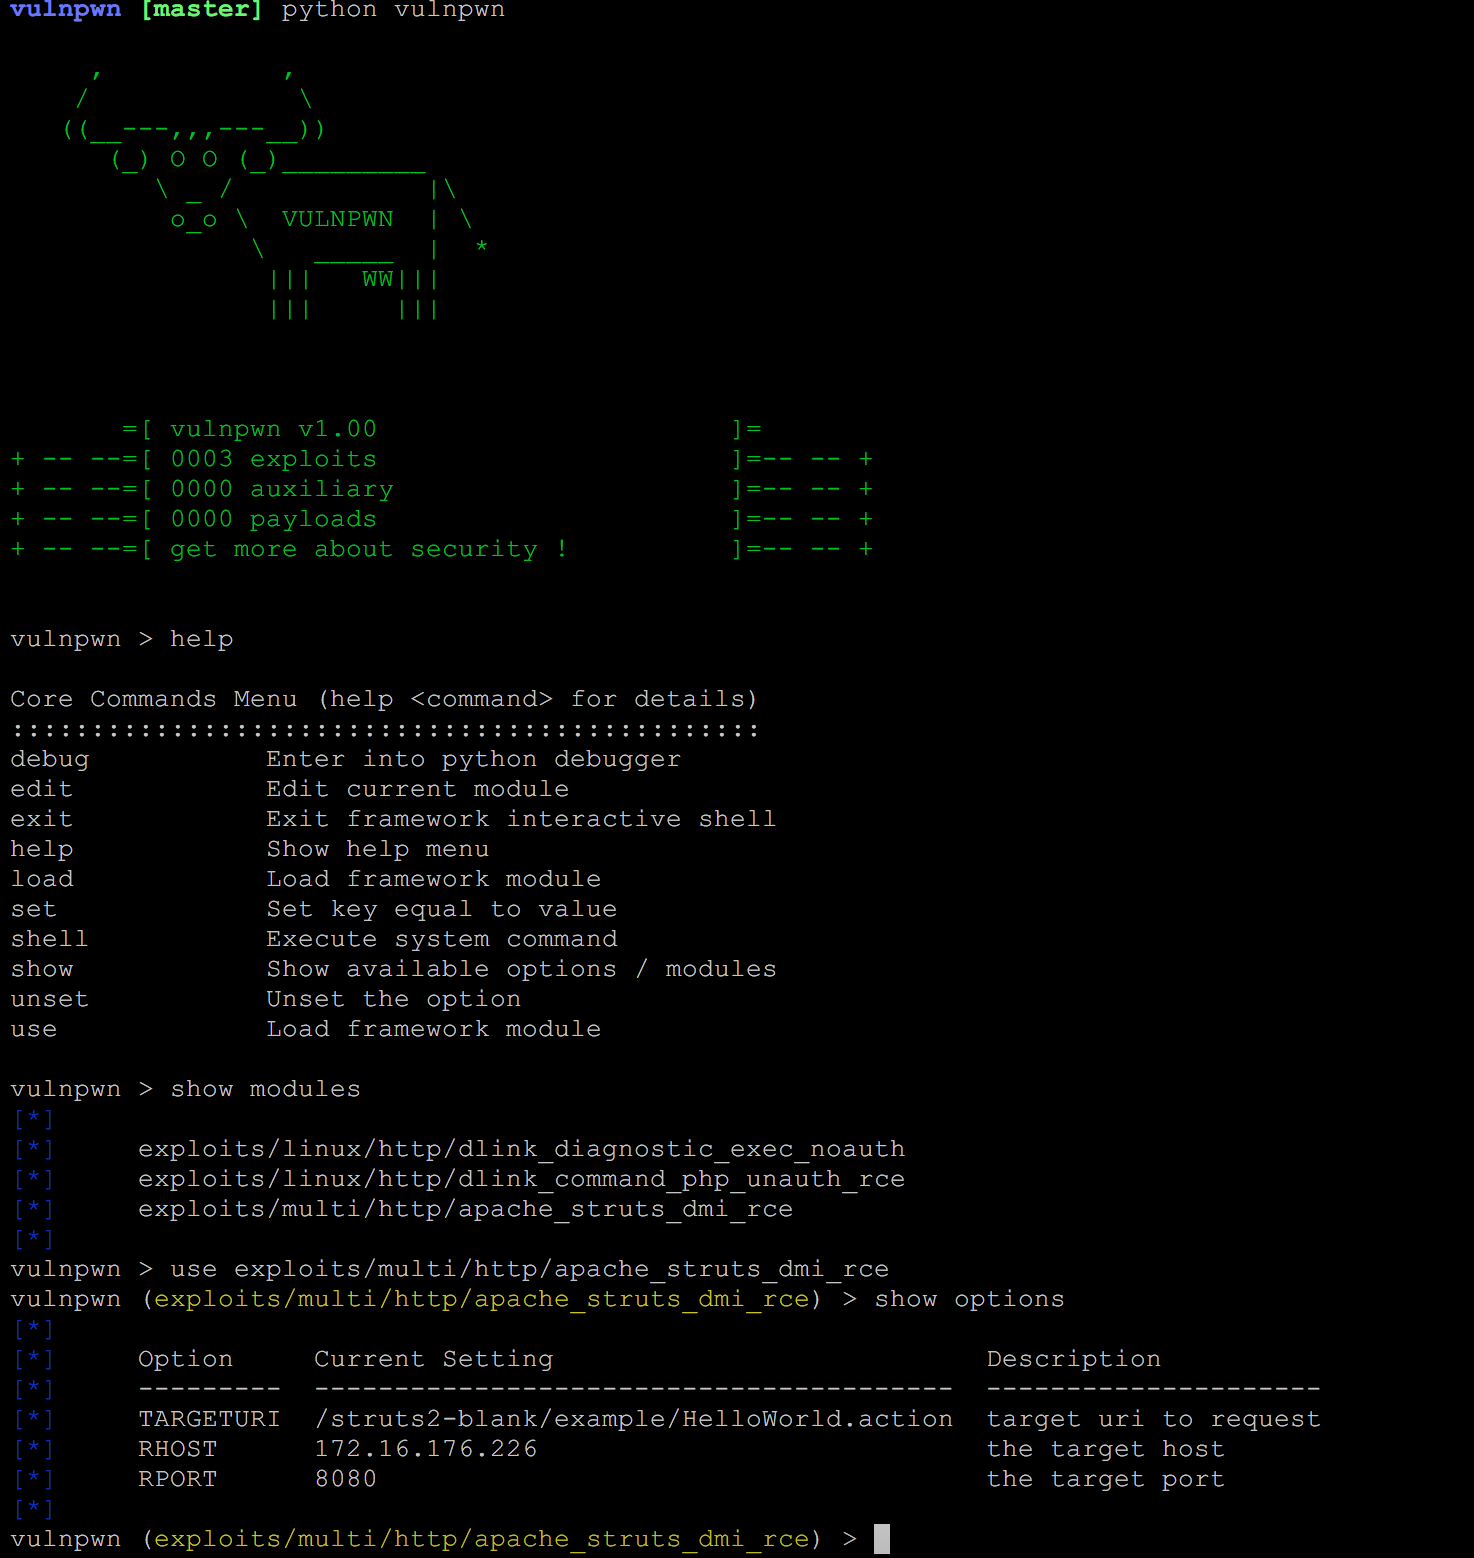 vulnpwn [master] python vulnpwn
     ,           ,
    /             \
   ((__---,,,---__))
      (_) O O (_)_________
         \ _ /            |\
          o_o \  VULNPWN  | \
               \   _____  |  *
                |||   WW|||
                |||     |||
       =[ vulnpwn v1.00                      ]=
+ -- --=[ 0003 exploits                      ]=-- -- +
+ -- --=[ 0000 auxiliary                     ]=-- -- +
+ -- --=[ 0000 payloads                      ]=-- -- +
+ -- --=[ get more about security !          ]=-- -- +
vulnpwn > help
Core Commands Menu (help <command> for details)
:::::::::::::::::::::::::::::::::::::::::::::::
debug           Enter into python debugger
edit            Edit current module
exit            Exit framework interactive shell
help            Show help menu
load            Load framework module
set             Set key equal to value
shell           Execute system command
show            Show available options / modules
unset           Unset the option
use             Load framework module
vulnpwn > show modules
[*]
[*]     exploits/linux/http/dlink_diagnostic_exec_noauth
[*]     exploits/linux/http/dlink_command_php_unauth_rce
[*]     exploits/multi/http/apache_struts_dmi_rce
[*]
vulnpwn > use exploits/multi/http/apache_struts_dmi_rce
vulnpwn (exploits/multi/http/apache_struts_dmi_rce) > show options
[*]
[*]     Option     Current Setting                           Description
[*]     ---------  ----------------------------------------  ---------------------
[*]     TARGETURI  /struts2-blank/example/HelloWorld.action  target uri to request
[*]     RHOST      172.16.176.226                            the target host
[*]     RPORT      8080                                      the target port
[*]
vulnpwn (exploits/multi/http/apache_struts_dmi_rce) >